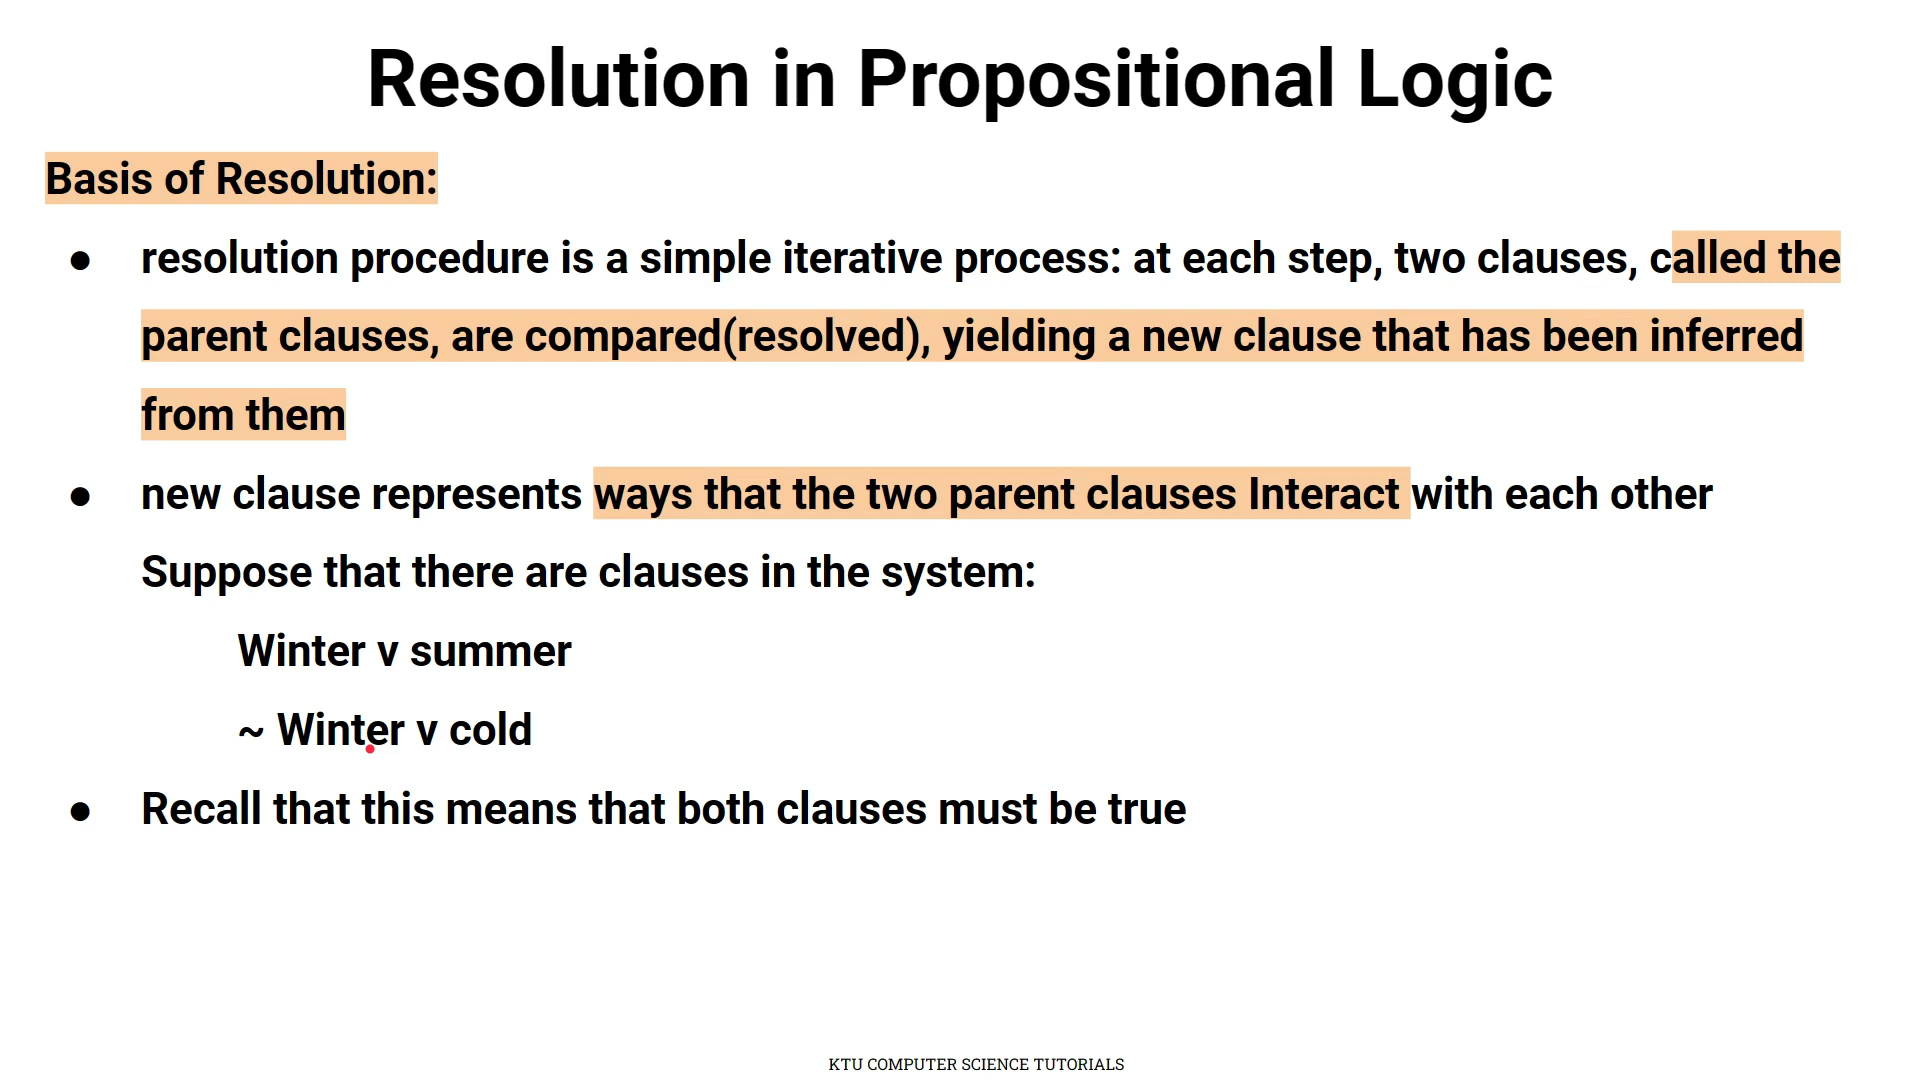 Resolution in Propositional Logic
Basis of Resolution:
● resolution procedure is a simple iterative process: at each step, two clauses, called the
parent clauses, are compared(resolved), yielding a new clause that has been inferred
from them
● new clause represents ways that the two parent clauses Interact with each other
Suppose that there are clauses in the system:
Winter v summer
~ Winter v cold
● Recall that this means that both clauses must be true
KTU COMPUTER SCIENCE TUTORIALS